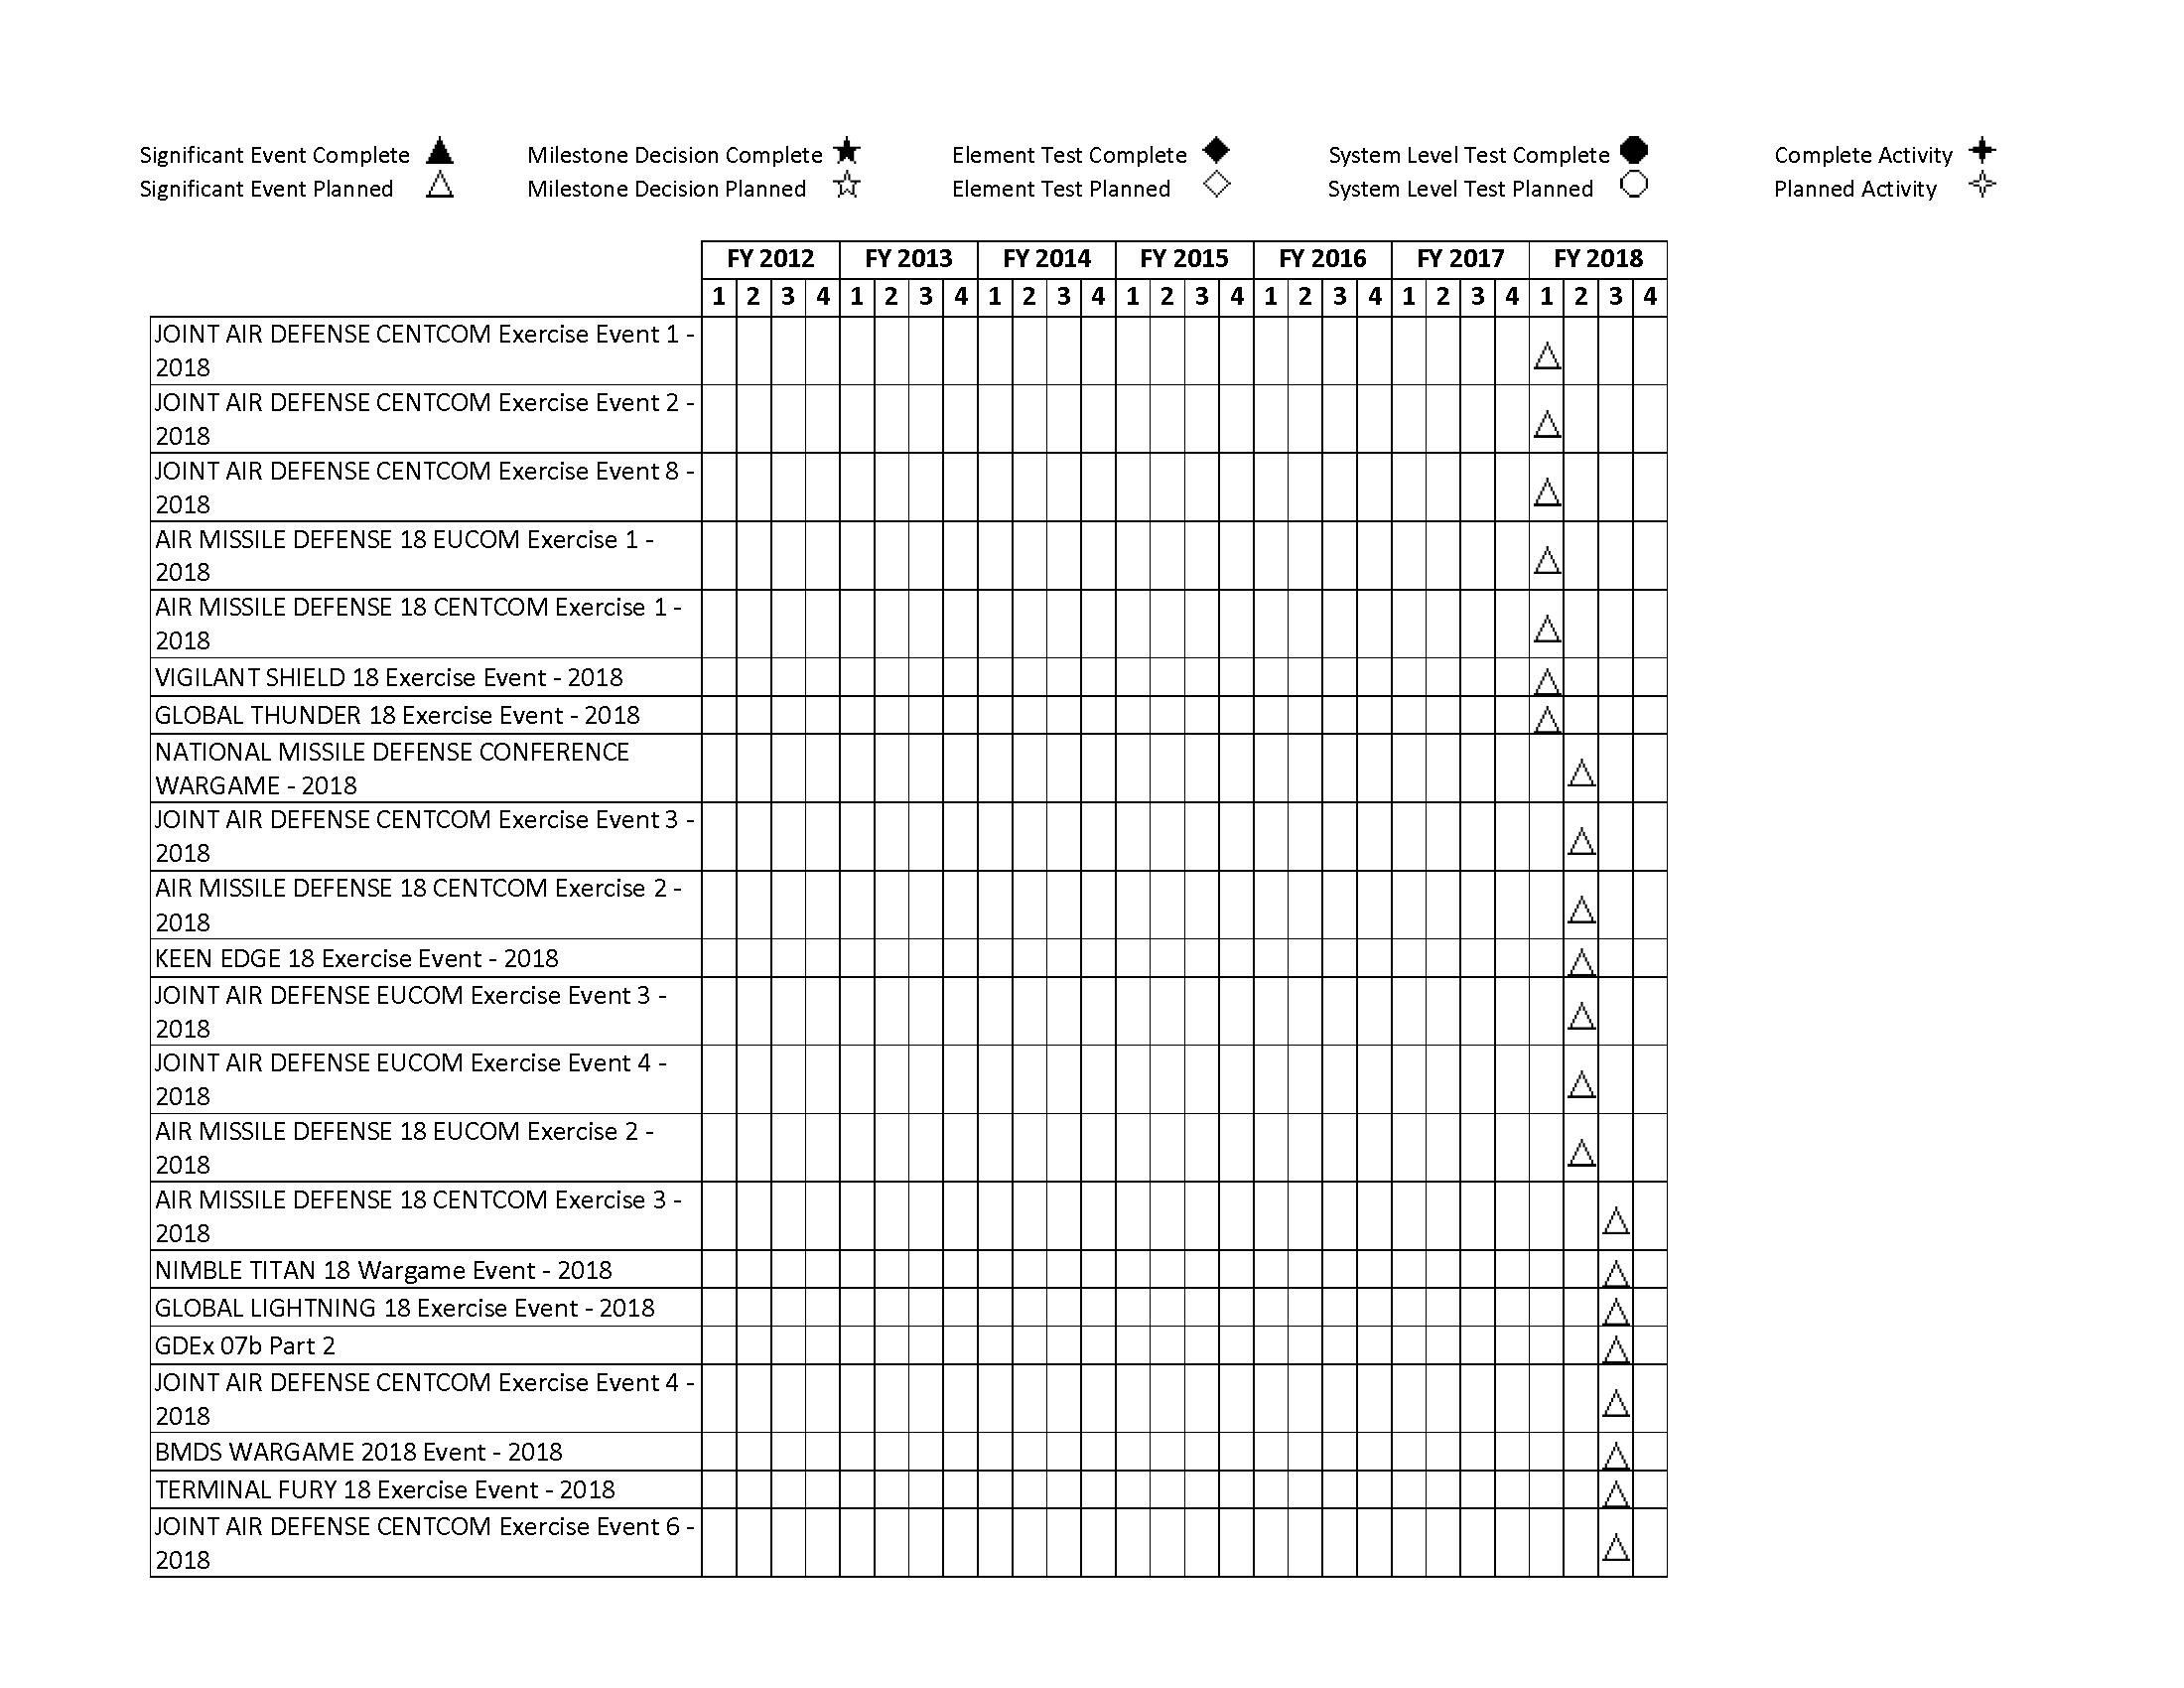 Significant Event Complete Milestone Decision Complete Element Test Complete System Level Test Complete Complete Activity
Significant Event Planned Milestone Decision Planned Element Test Planned System Level Test Planned Planned Activity
FY 2012 FY 2013 FY 2014 FY 2015 FY 2016 FY 2017 FY 2018
1 2 3 4 1 2 3 4 1 2 3 4 1 2 3 4 1 2 3 4 1 2 3 4 1 2 3 4
JOINT AIR DEFENSE CENTCOM Exercise Event 1 -
2018
JOINT AIR DEFENSE CENTCOM Exercise Event 2 -
2018
JOINT AIR DEFENSE CENTCOM Exercise Event 8 -
2018
AIR MISSILE DEFENSE 18 EUCOM Exercise 1 -
2018
AIR MISSILE DEFENSE 18 CENTCOM Exercise 1 -
2018
VIGILANT SHIELD 18 Exercise Event - 2018
GLOBAL THUNDER 18 Exercise Event - 2018
NATIONAL MISSILE DEFENSE CONFERENCE
WARGAME - 2018
JOINT AIR DEFENSE CENTCOM Exercise Event 3 -
2018
AIR MISSILE DEFENSE 18 CENTCOM Exercise 2 -
2018
KEEN EDGE 18 Exercise Event - 2018
JOINT AIR DEFENSE EUCOM Exercise Event 3 -
2018
JOINT AIR DEFENSE EUCOM Exercise Event 4 -
2018
AIR MISSILE DEFENSE 18 EUCOM Exercise 2 -
2018
AIR MISSILE DEFENSE 18 CENTCOM Exercise 3 -
2018
NIMBLE TITAN 18 Wargame Event - 2018
GLOBAL LIGHTNING 18 Exercise Event - 2018
GDEx 07b Part 2
JOINT AIR DEFENSE CENTCOM Exercise Event 4 -
2018
BMDS WARGAME 2018 Event - 2018
TERMINAL FURY 18 Exercise Event - 2018
JOINT AIR DEFENSE CENTCOM Exercise Event 6 -
2018